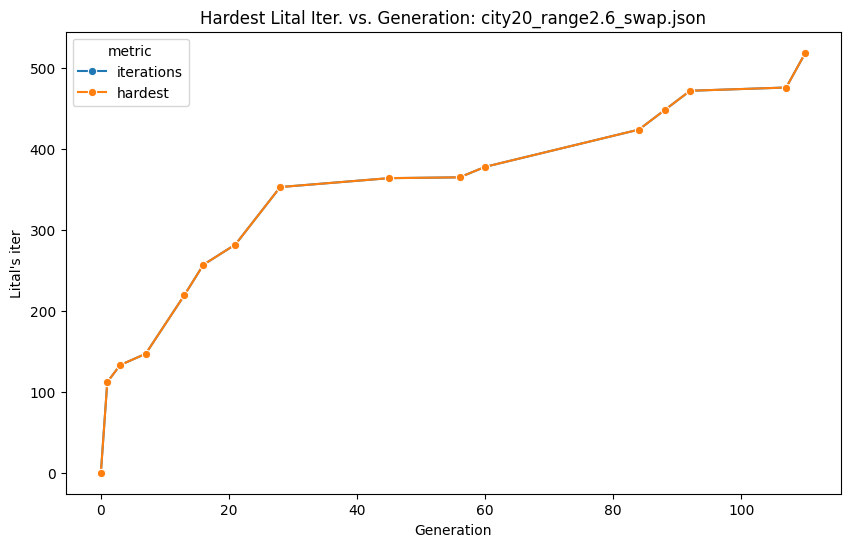 Hardest Lital Iter. vs. Generation: city20_range2.6_swap.json
metric
iterations
hardest
500
400
300
200
100
0
Lital's iter
0 20 40 60 80 100
Generation